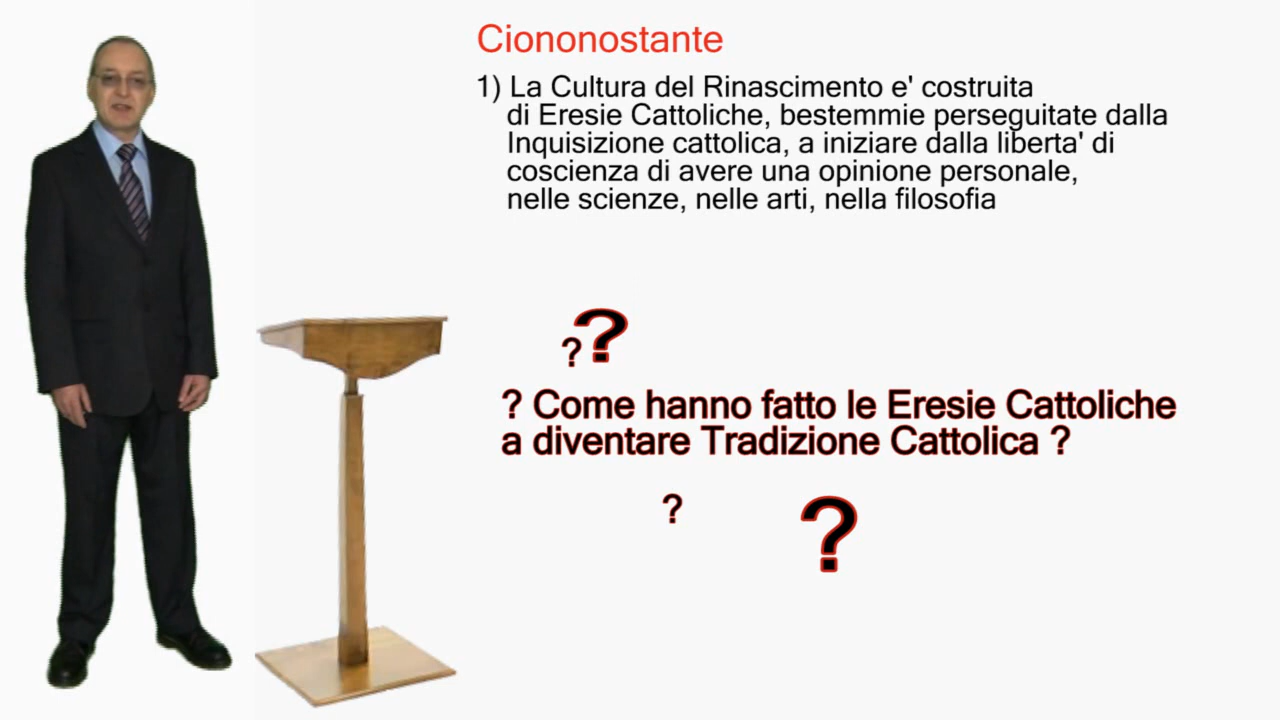 Ciononostante
1) La Cultura del Rinascimento e' costruita
di Eresie Cattoliche, bestemmie perseguitate dalla
Inquisizione cattolica, a iniziare dalla liberta' di
coscienza di avere una opinione personale,
nelle scienze, nelle arti, nella filosofia
? ?
? Come hanno fatto le Eresie Cattoliche
a diventare Tradizione Cattolica ?
? ?